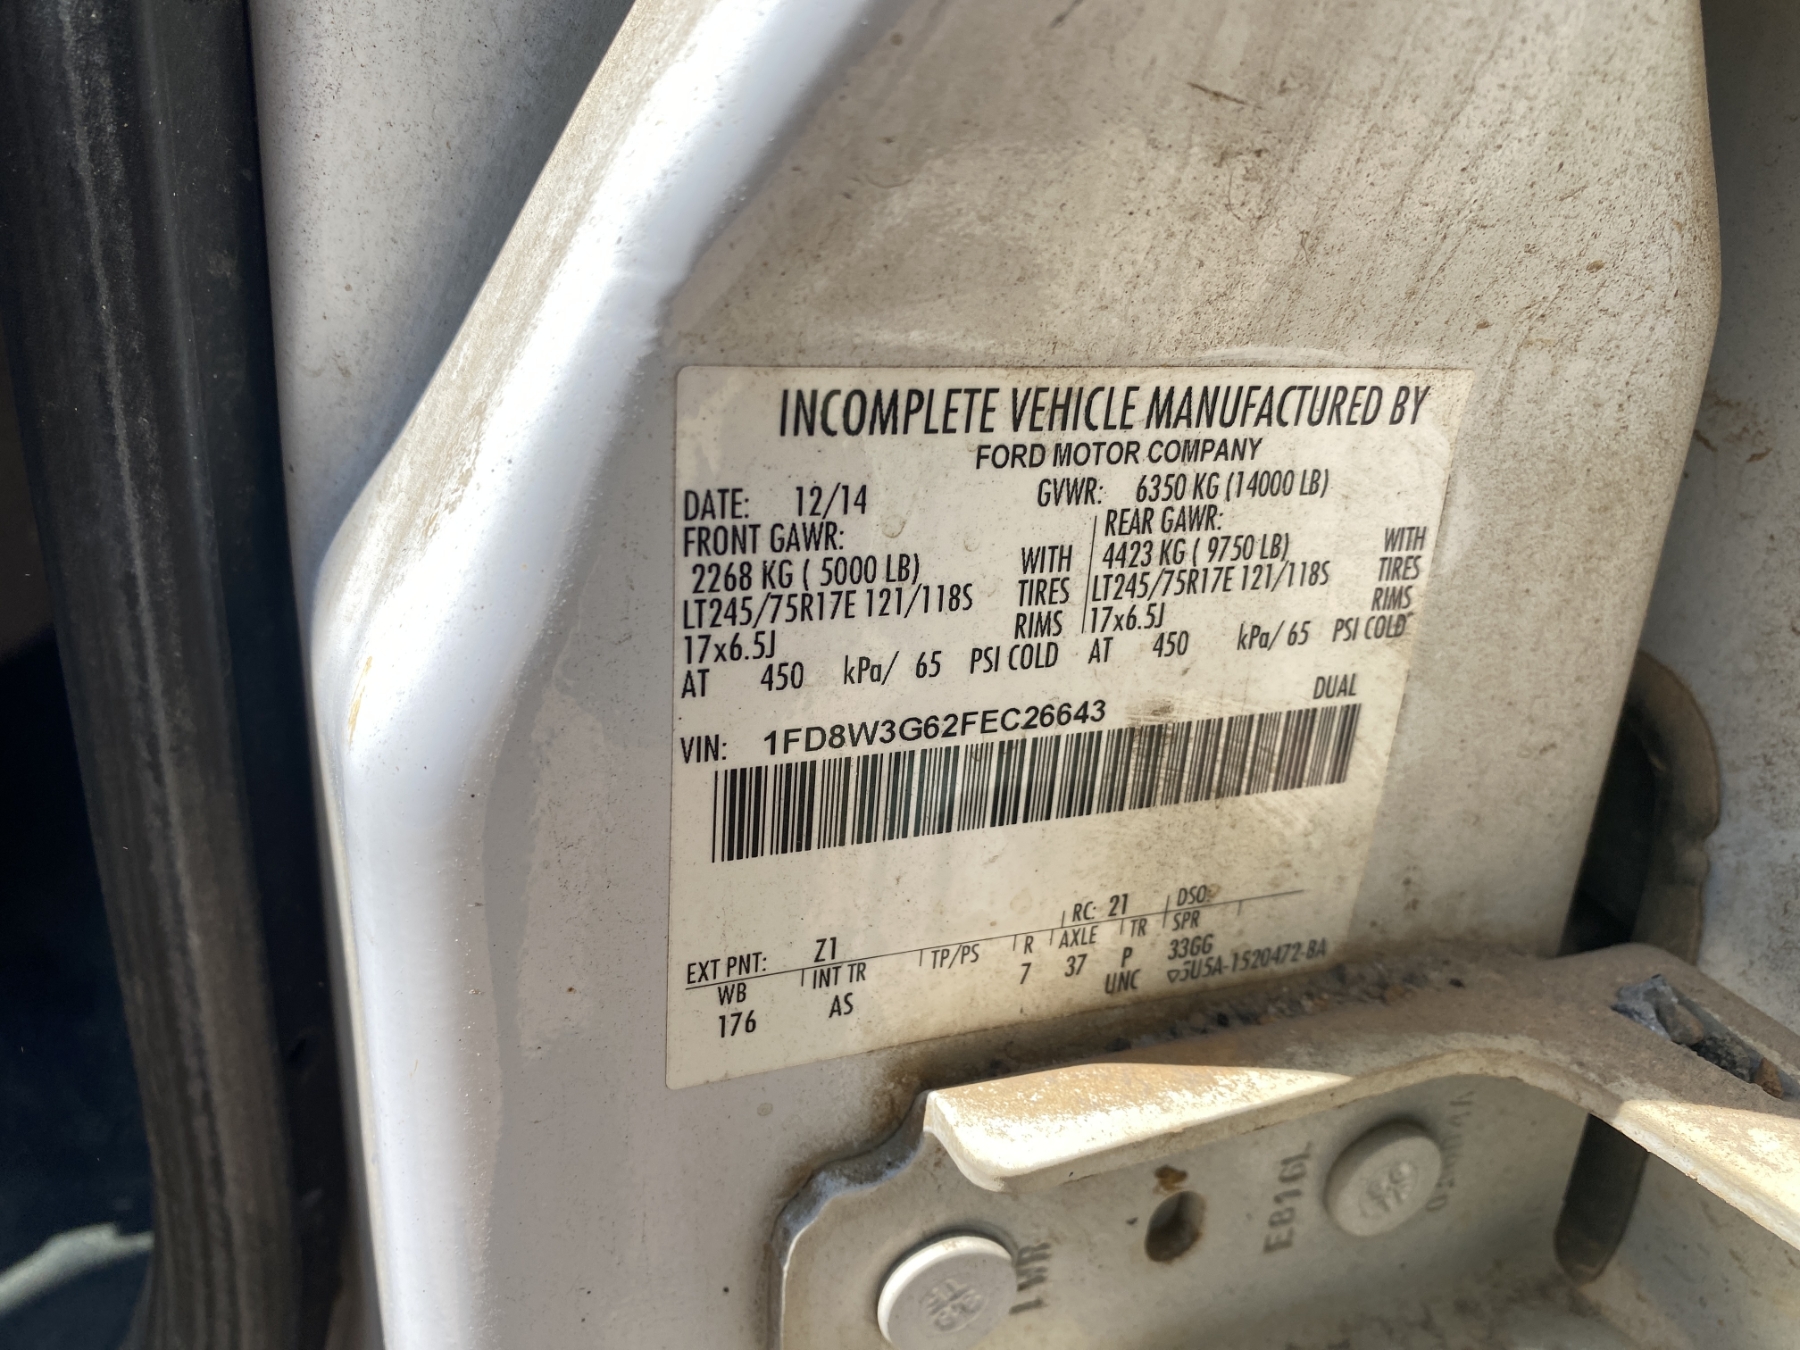 INCOMPLETE VEHICLE MANUFACTURED BY
FORD MOTOR COMPANY
DATE: 12/14 GVWR: 6350 KG (14000 LB)
FRONT GAWR: REAR GAWR:
2268 KG ( 5000 LB) WITH 4423 KG ( 9750 LB) WITH
LT245/75R17E 121/118S TIRES LT245/75R17E 121/118S TIRES
17x6.5J RIMS 17x6.5J RIMS
AT 450 kPa/ 65 PSI COLD AT 450 kPa/ 65 PSI COLD
DUAL
VIN: 1FD8W3G62FEC26643
EXT PNT: Z1 RC: 21 DSO:
WB INT TR TP/PS R AXLE TR SPR
176 AS 7 37 P 33GG
UNC 5U5A-1520472-BA
EB16L